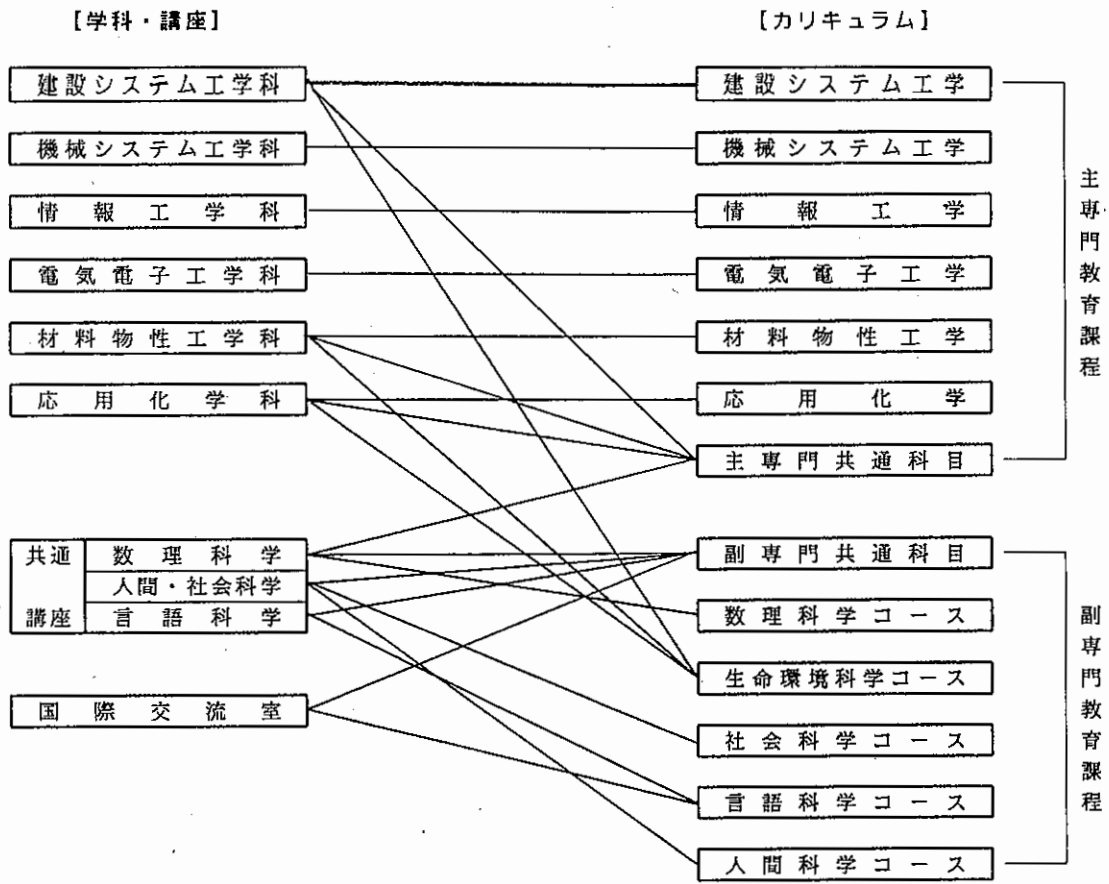 【学科・講座】
【カリキュラム】
建設システム工学科
建設システム工学
機械システム工学科
機械システム工学
情報工学科
情報工学
電気電子工学科
電気電子工学
材料物性工学科
材料物性工学
応用化学科
応用化学
主専門共通科目
主専門教育課程
共通講座
数理科学
人間・社会科学
言語科学
国際交流室
副専門共通科目
数理科学コース
生命環境科学コース
社会科学コース
言語科学コース
人間科学コース
副専門教育課程